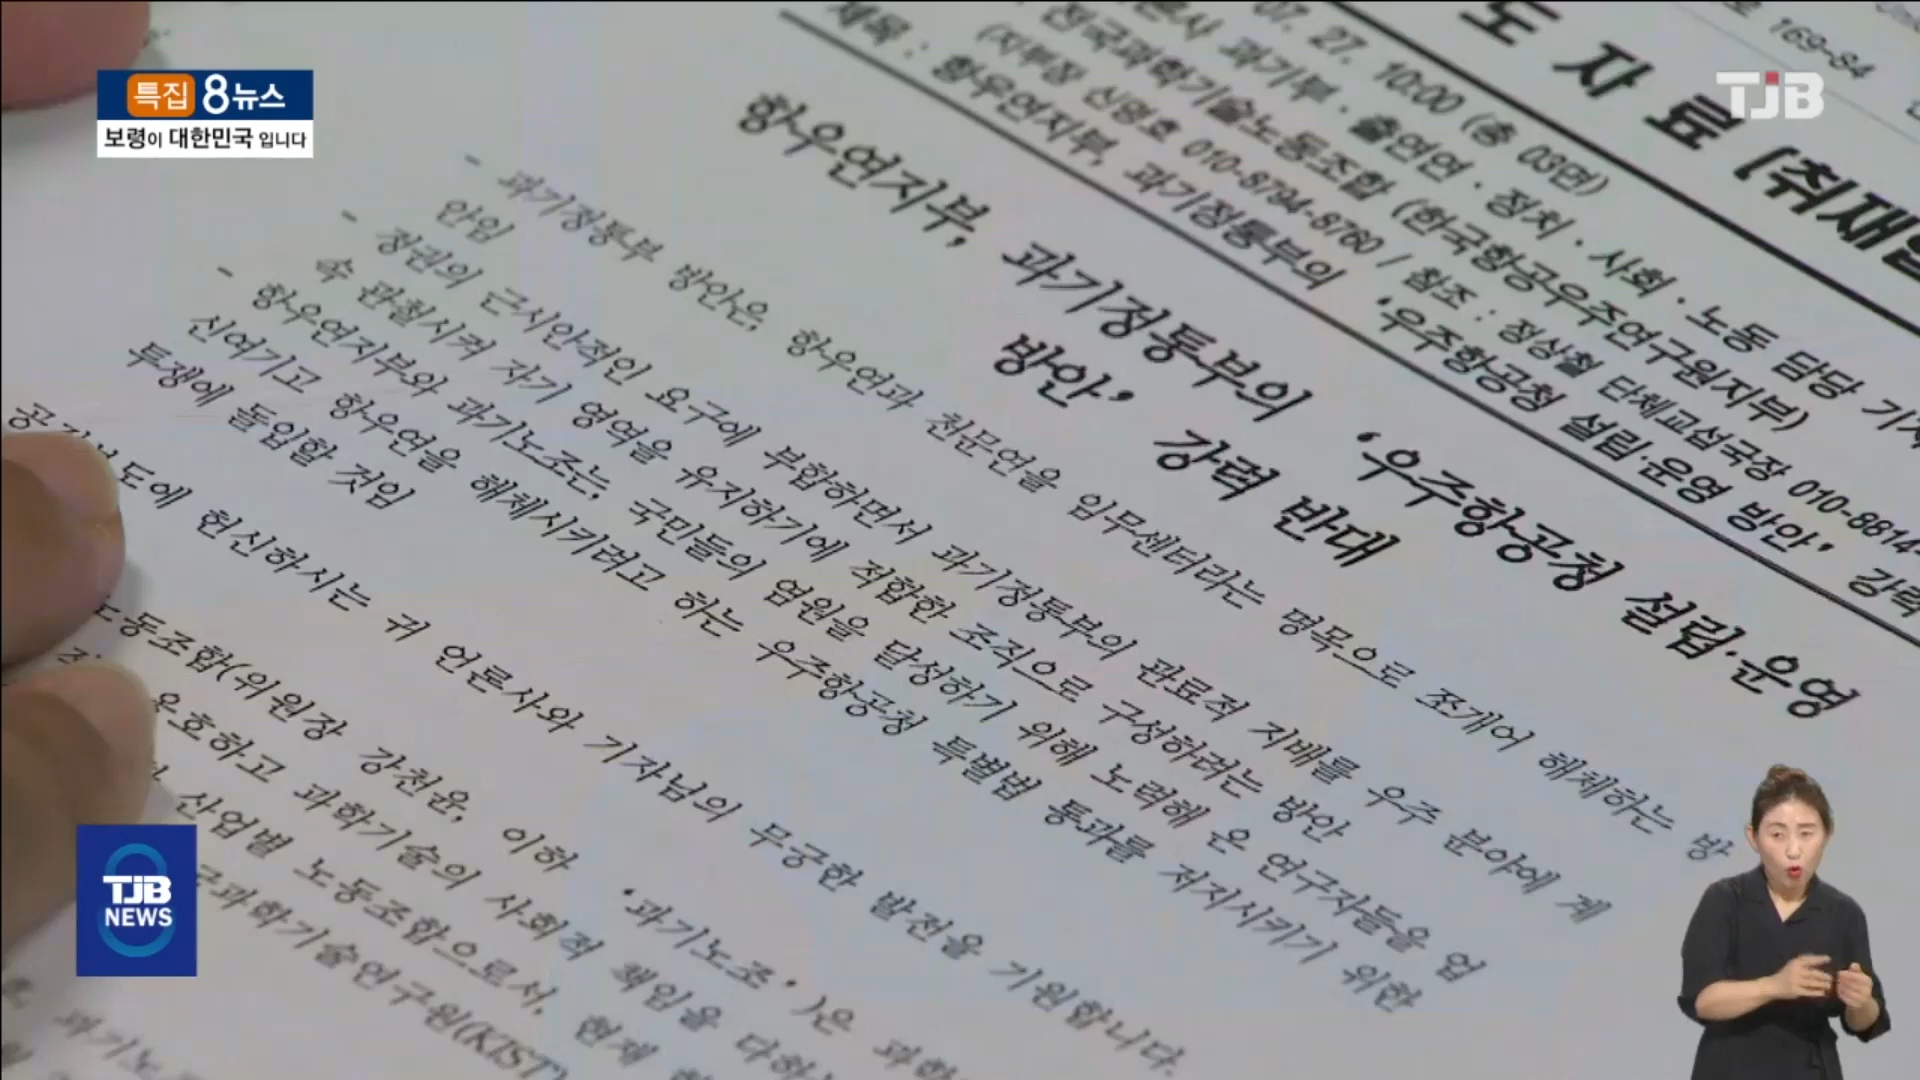 특집 8뉴스
보령이 대한민국 입니다
TJB
169-84
도 자 료 (취재
07. 27. 10:00 (총 03면)
과기부 · 출연연 · 정치 · 사회 · 노동 담당
전국과학기술노동조합 (한국항공우주연구원지부)
(지부장 신명호 010-8794-8760 / 참조 : 정상철 단체교섭국장 010-8814-
제목 : 항우연지부, 과기정통부의 '우주항공청 설립·운영 방안' 강력
항우연지부, 과기정통부의 '우주항공청 설립·운영
방안' 강력 반대
- 과기정통부 방안은, 항우연과 천문연을 임무센터라는 명목으로 쪼개어 해체하는 방
안임
- 정권의 근시안적인 요구에 부합하면서 과기정통부의 관료적 지배를 우주 분야에 계
속 관철시켜 자기 영역을 유지하기에 적합한 조직으로 구성하려는 방안
- 항우연지부와 과기노조는, 국민들의 염원을 달성하기 위해 노력해 온 연구자들을 업
신여기고 항우연을 해체시키려고 하는 우주항공청 특별법 통과를 저지시키기 위한
투쟁에 돌입할 것임
도에 헌신하시는 귀 언론사와 기자님의 무궁한 발전을 기원합니다.
동조합(위원장 강천윤, 이하 '과기노조')은
옹호하고 과학기술의 사회적 책임을
산업별 노동조합으로서, 현재
과학기술연구원(KIST)
TJB
NEWS